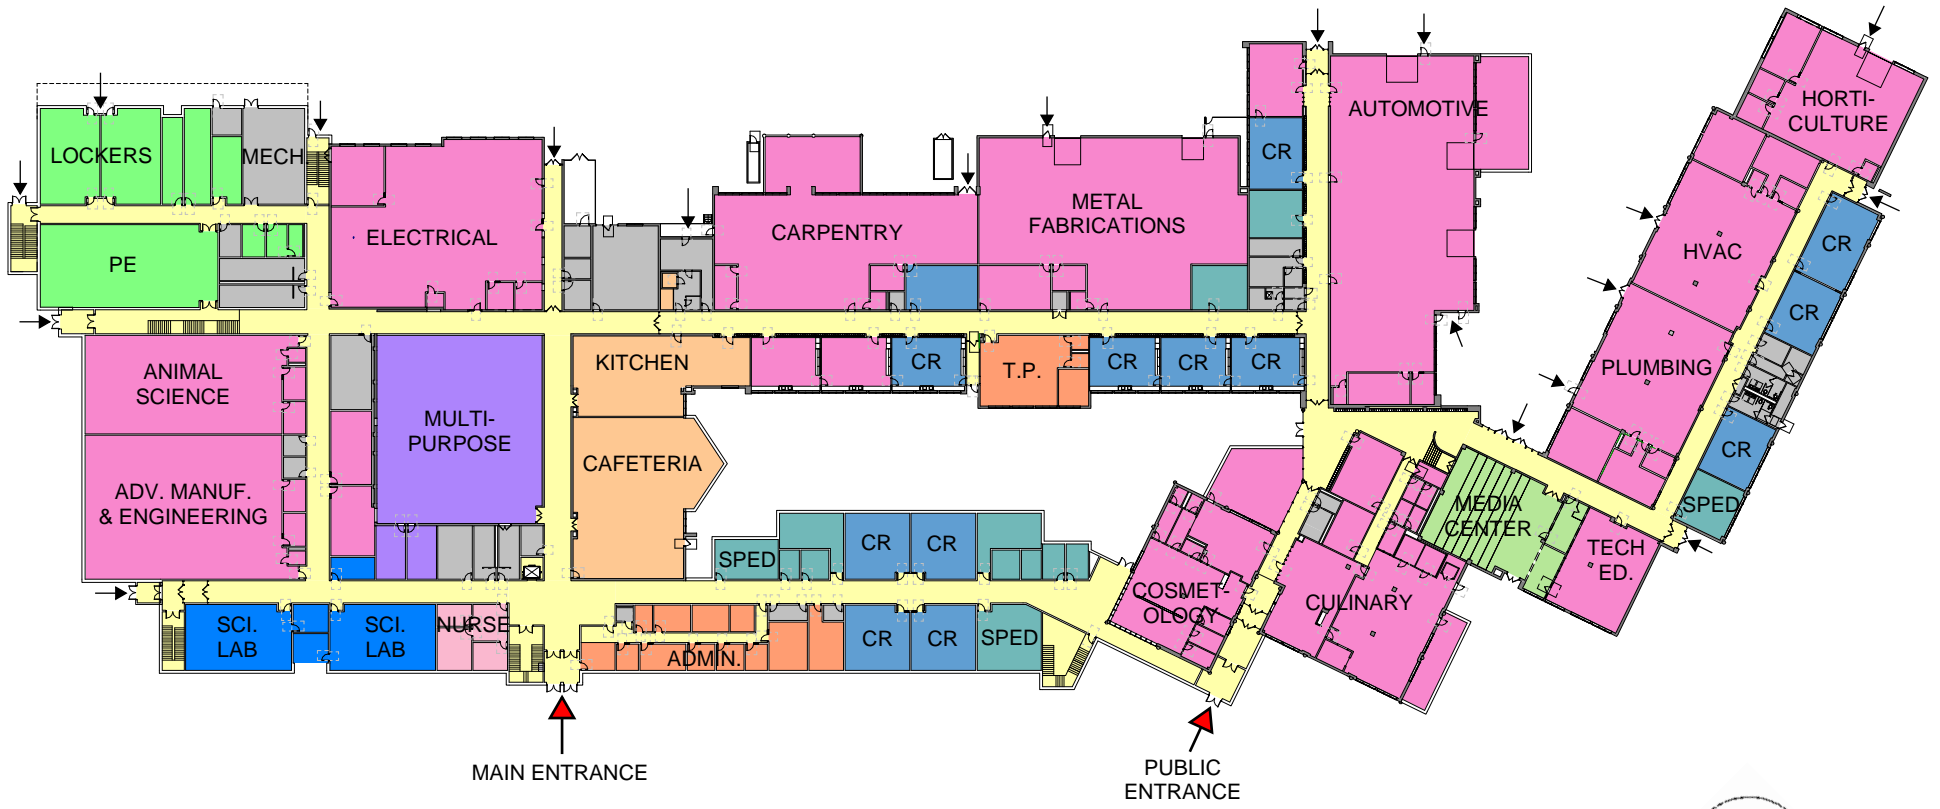 LOCKERS
MECH
PE
ELECTRICAL
CARPENTRY
METAL
FABRICATIONS
CR
AUTOMOTIVE
HORTI-
CULTURE
HVAC
CR
CR
PLUMBING
CR
SPED
ANIMAL
SCIENCE
ADV. MANUF.
& ENGINEERING
MULTI-
PURPOSE
KITCHEN
CAFETERIA
CR
T.P.
CR
CR
CR
MEDIA
CENTER
TECH
ED.
SPED
CR
CR
COSMET-
OLOGY
CULINARY
SCI.
LAB
SCI.
LAB
NURSE
ADMIN.
CR
CR
SPED
MAIN ENTRANCE
PUBLIC
ENTRANCE